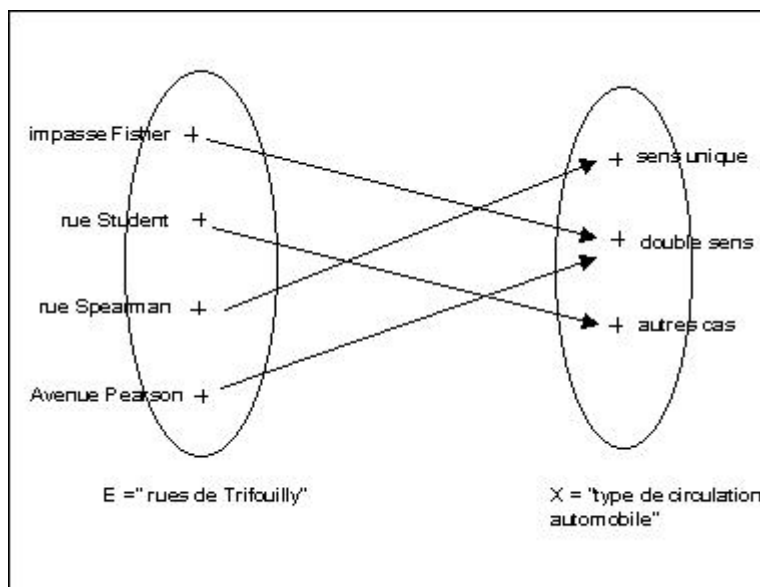 impasse Fisher
rue Student
rue Spearman
Avenue Pearson
sens unique
double sens
autres cas
E =" rues de Trifouilly"
X = "type de circulation
automobile"